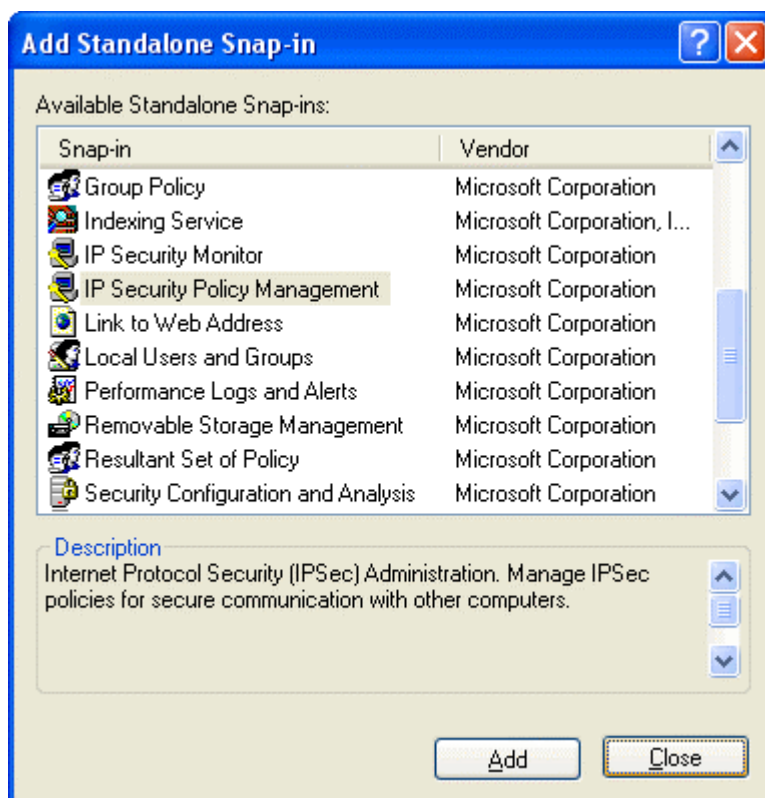 Add Standalone Snap-in
Available Standalone Snap-ins:
Snap-in Vendor
Group Policy Microsoft Corporation
Indexing Service Microsoft Corporation, I...
IP Security Monitor Microsoft Corporation
IP Security Policy Management Microsoft Corporation
Link to Web Address Microsoft Corporation
Local Users and Groups Microsoft Corporation
Performance Logs and Alerts Microsoft Corporation
Removable Storage Management Microsoft Corporation
Resultant Set of Policy Microsoft Corporation
Security Configuration and Analysis Microsoft Corporation
Description
Internet Protocol Security (IPSec) Administration. Manage IPSec
policies for secure communication with other computers.
Add Close